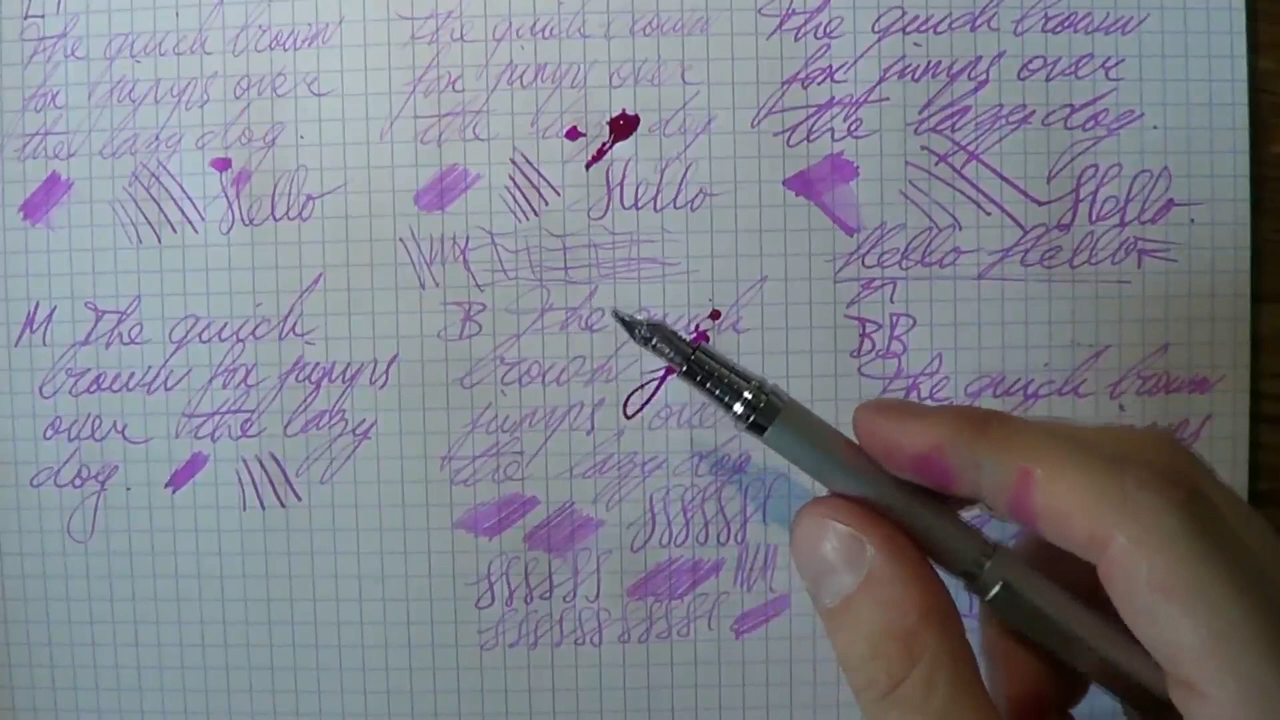 The quick brown
fox jumps over
the lazy dog.
Hello
The quick brown
fox jumps over
the lazy dog
Hello
The quick brown
fox jumps over
the lazy dog.
Hello.
Hello Hello
M The quick
brown fox jumps
over the lazy
dog.
B The quick
brown
jumps over
the lazy dog
BB
The quick brown
jumps